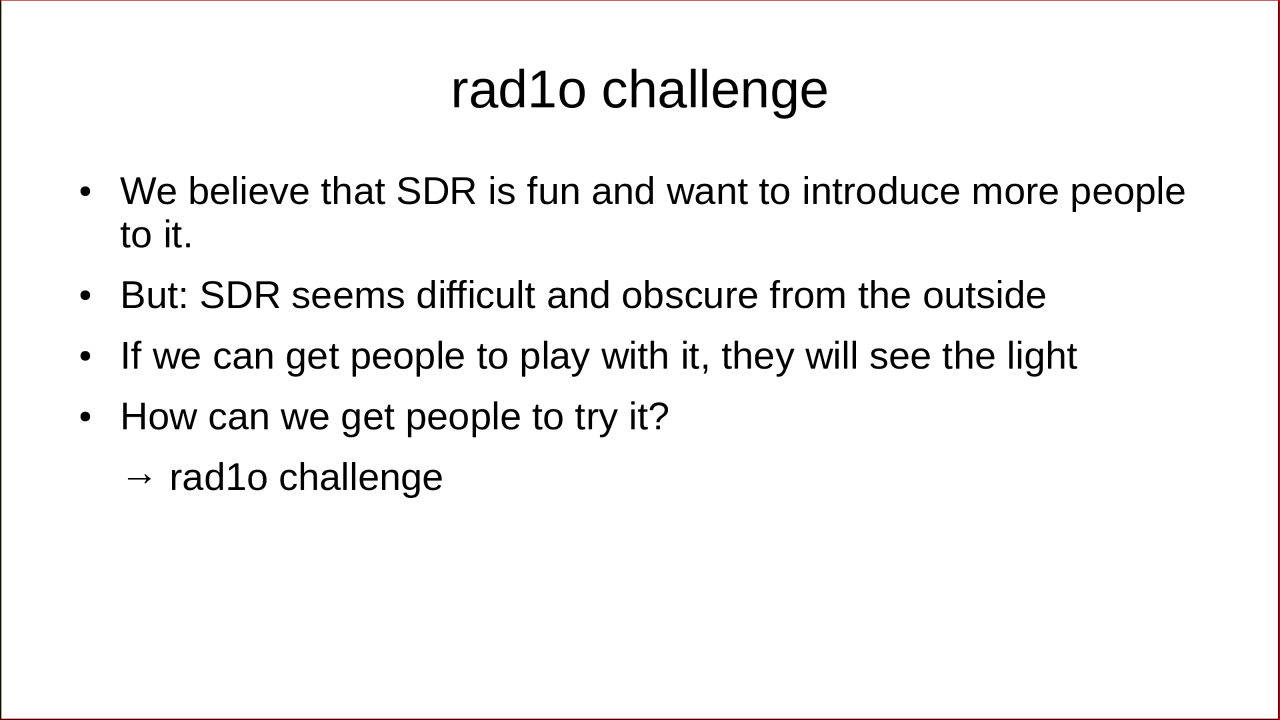 rad1o challenge
• We believe that SDR is fun and want to introduce more people
to it.
• But: SDR seems difficult and obscure from the outside
• If we can get people to play with it, they will see the light
• How can we get people to try it?
→ rad1o challenge